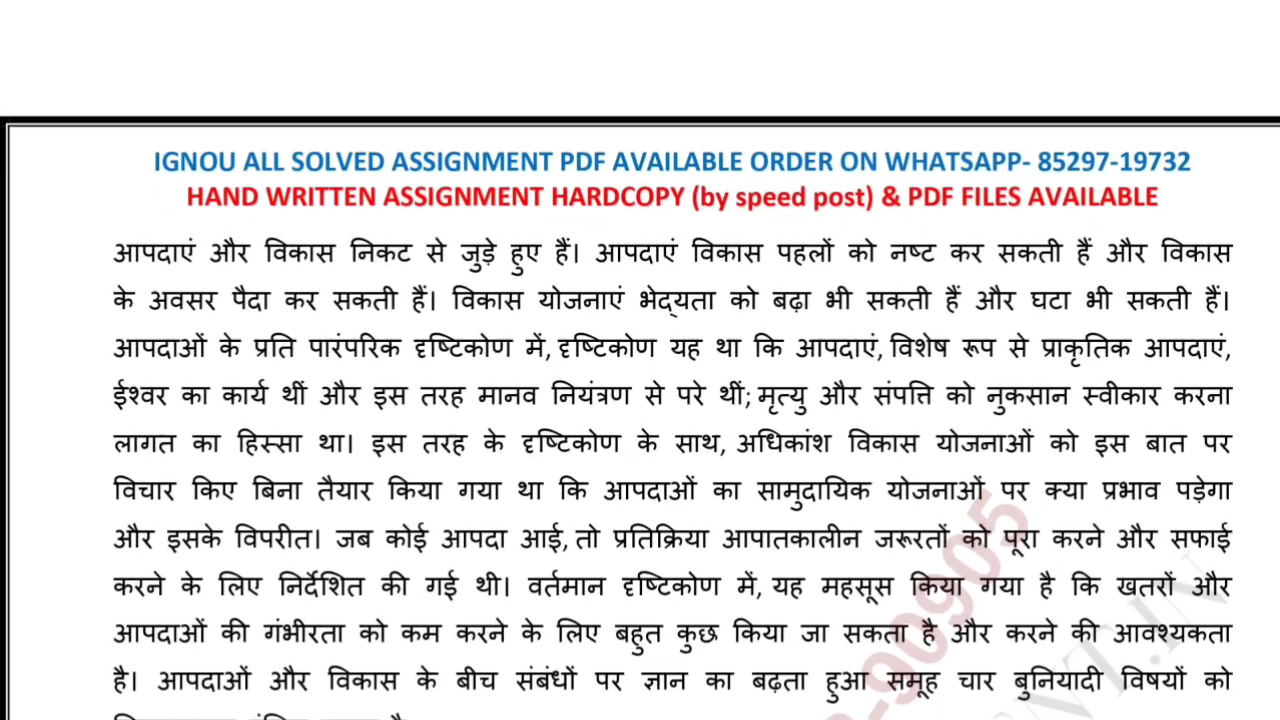 IGNOU ALL SOLVED ASSIGNMENT PDF AVAILABLE ORDER ON WHATSAPP- 85297-19732
HAND WRITTEN ASSIGNMENT HARDCOPY (by speed post) & PDF FILES AVAILABLE
आपदाएं और विकास निकट से जुड़े हुए हैं। आपदाएं विकास पहलों को नष्ट कर सकती हैं और विकास
के अवसर पैदा कर सकती हैं। विकास योजनाएं भेद्यता को बढ़ा भी सकती हैं और घटा भी सकती हैं।
आपदाओं के प्रति पारंपरिक दृष्टिकोण में, दृष्टिकोण यह था कि आपदाएं, विशेष रूप से प्राकृतिक आपदाएं,
ईश्वर का कार्य थीं और इस तरह मानव नियंत्रण से परे थीं; मृत्यु और संपत्ति को नुकसान स्वीकार करना
लागत का हिस्सा था। इस तरह के दृष्टिकोण के साथ, अधिकांश विकास योजनाओं को इस बात पर
विचार किए बिना तैयार किया गया था कि आपदाओं का सामुदायिक योजनाओं पर क्या प्रभाव पड़ेगा
और इसके विपरीत। जब कोई आपदा आई, तो प्रतिक्रिया आपातकालीन जरूरतों को पूरा करने और सफाई
करने के लिए निर्देशित की गई थी। वर्तमान दृष्टिकोण में, यह महसूस किया गया है कि खतरों और
आपदाओं की गंभीरता को कम करने के लिए बहुत कुछ किया जा सकता है और करने की आवश्यकता
है। आपदाओं और विकास के बीच संबंधों पर ज्ञान का बढ़ता हुआ समूह चार बुनियादी विषयों को